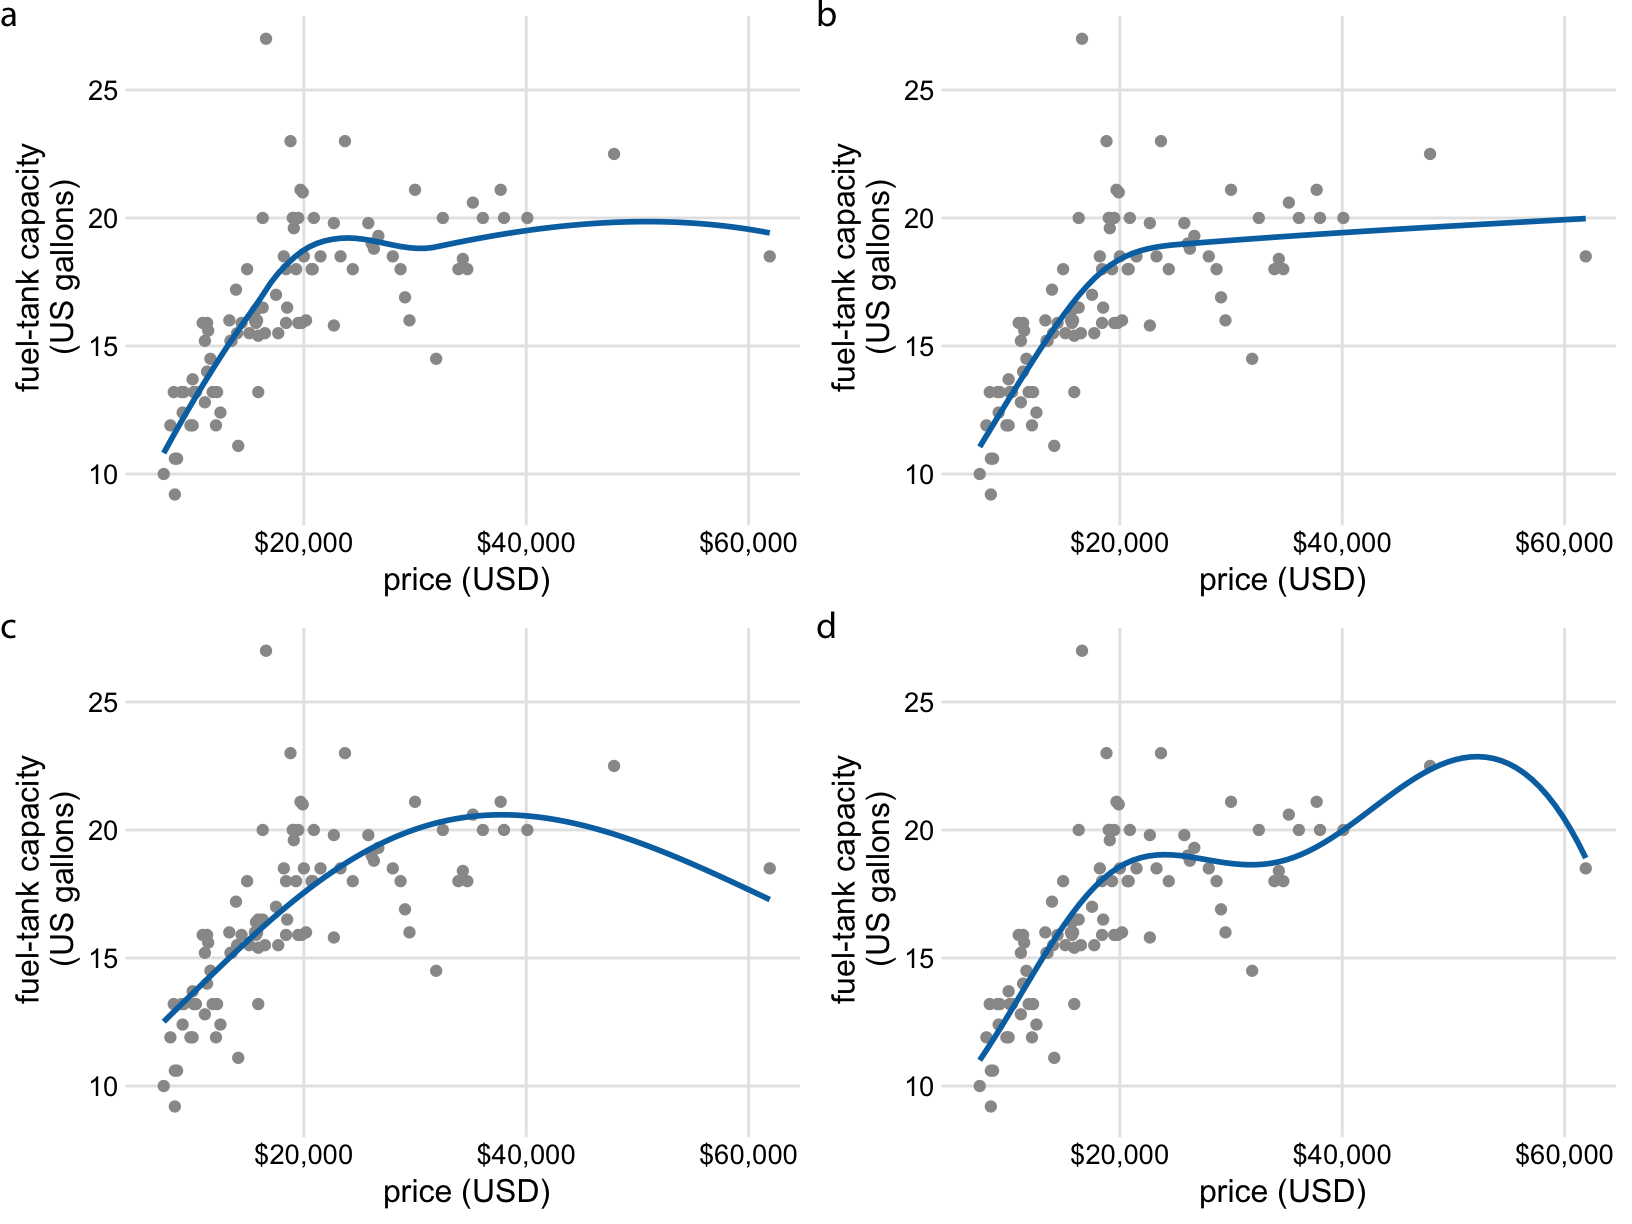 a
25
20
15
10
fuel-tank capacity
(US gallons)
$20,000 $40,000 $60,000
price (USD)
b
25
20
15
10
fuel-tank capacity
(US gallons)
$20,000 $40,000 $60,000
price (USD)
c
25
20
15
10
fuel-tank capacity
(US gallons)
$20,000 $40,000 $60,000
price (USD)
d
25
20
15
10
fuel-tank capacity
(US gallons)
$20,000 $40,000 $60,000
price (USD)